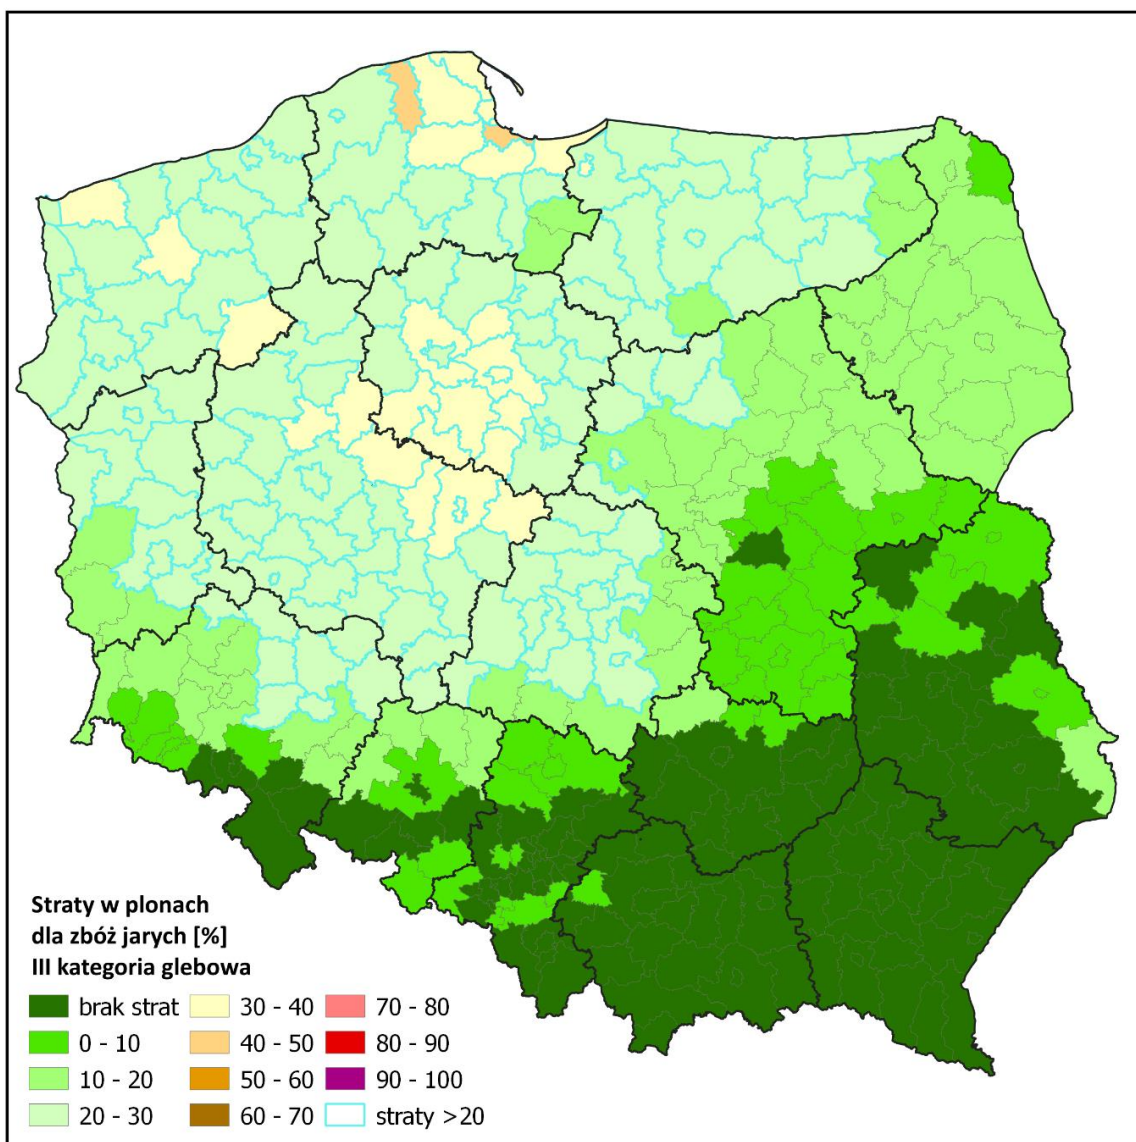 Straty w plonach
dla zbóż jarych [%]
III kategoria glebowa
brak strat
0 - 10
10 - 20
20 - 30
30 - 40
40 - 50
50 - 60
60 - 70
70 - 80
80 - 90
90 - 100
straty >20